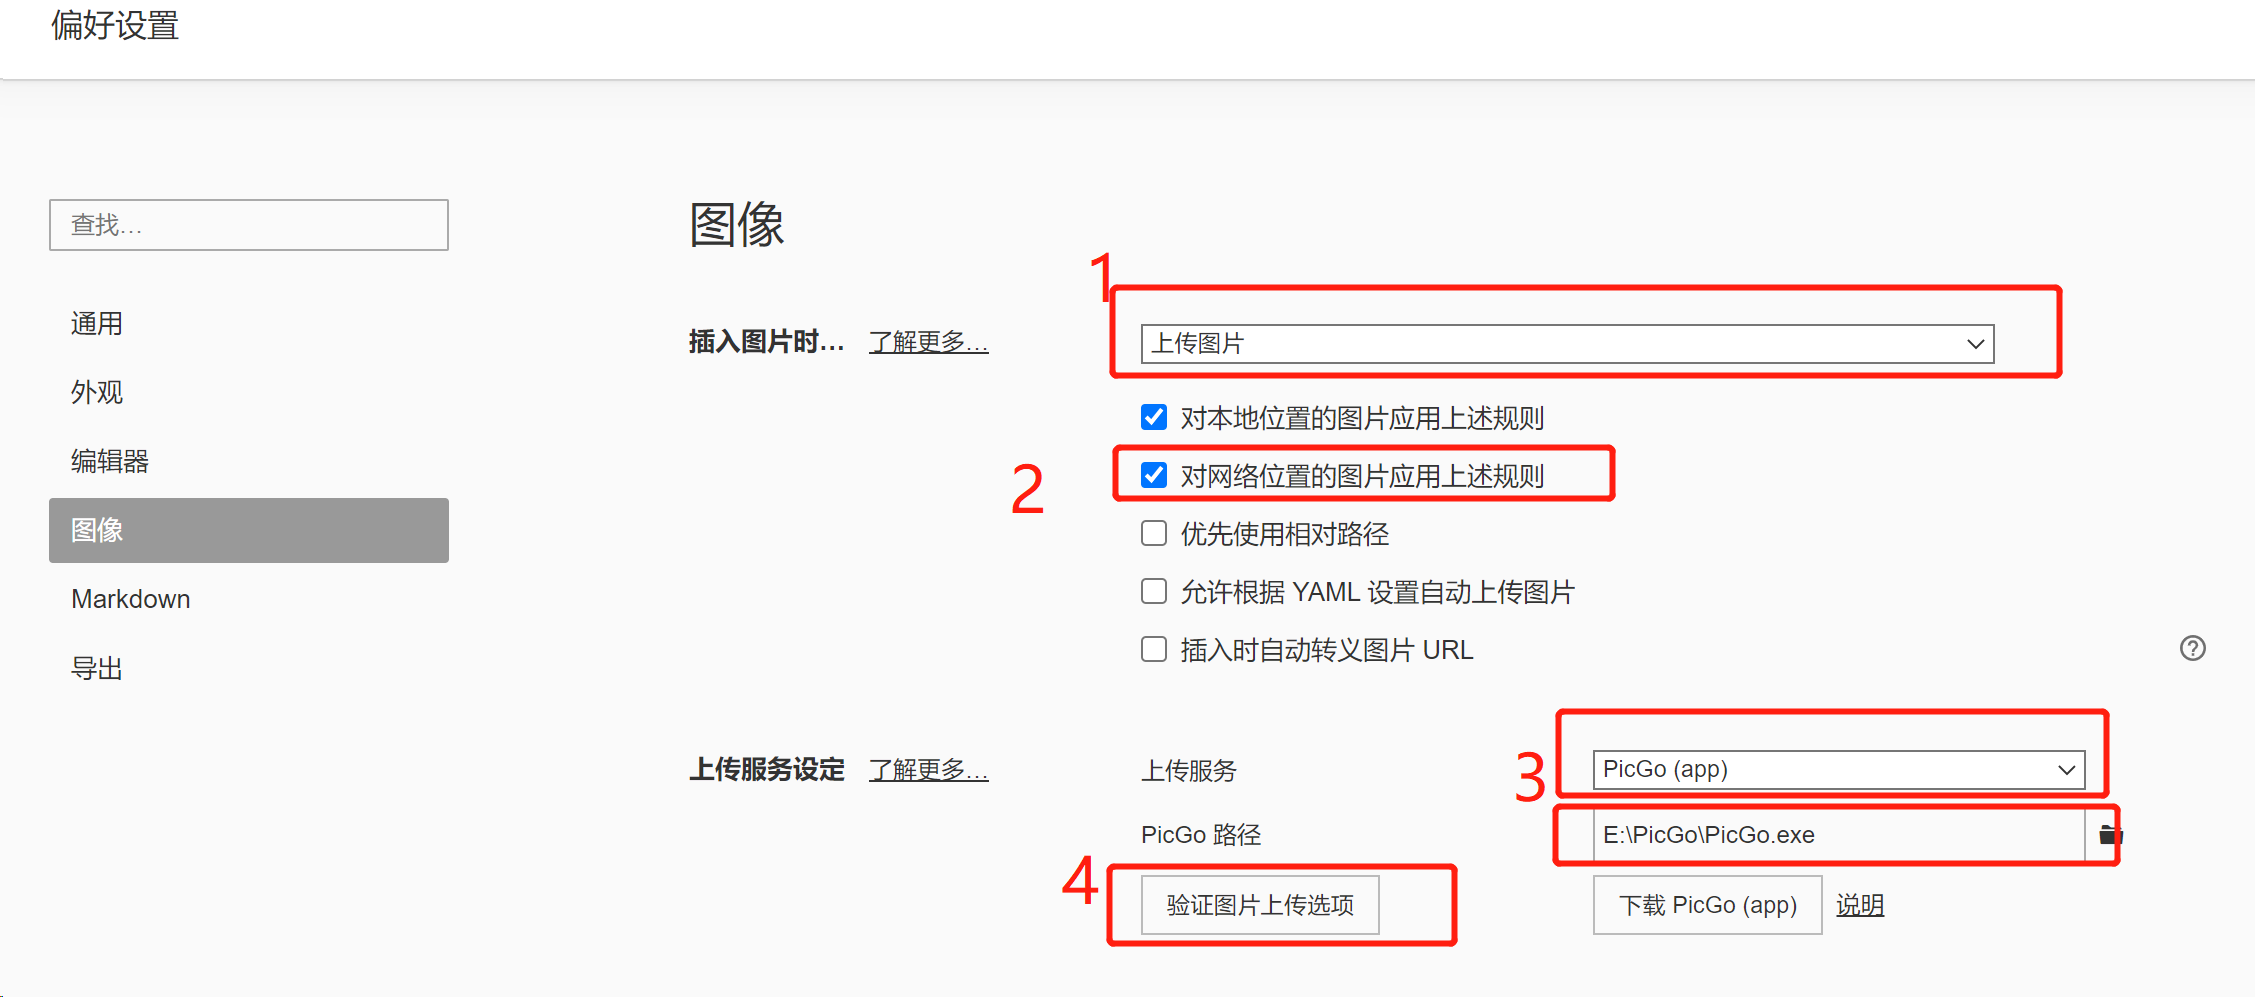 偏好设置
查找…
图像
1
插入图片时… 了解更多… 上传图片
通用
外观
对本地位置的图片应用上述规则
编辑器
2 对网络位置的图片应用上述规则
图像
优先使用相对路径
Markdown
允许根据 YAML 设置自动上传图片
导出
插入时自动转义图片 URL
上传服务设定 了解更多… 上传服务 3 PicGo (app)
PicGo 路径 E:\PicGo\PicGo.exe
4 验证图片上传选项 下载 PicGo (app) 说明